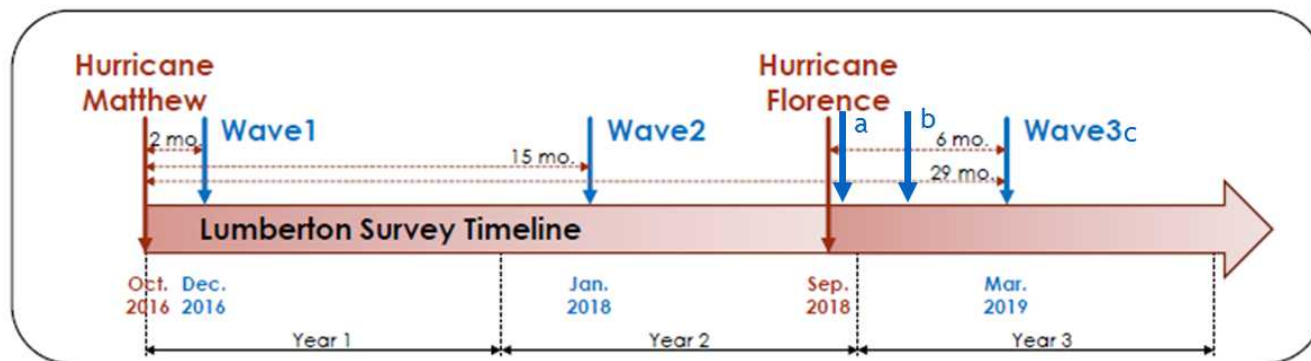 Hurricane
Matthew
Hurricane
Florence
Wave1
Wave2
a
b
Wave3c
2 mo.
15 mo.
6 mo.
29 mo.
Lumberton Survey Timeline
Oct.
2016
Dec.
2016
Jan.
2018
Sep.
2018
Mar.
2019
Year 1
Year 2
Year 3